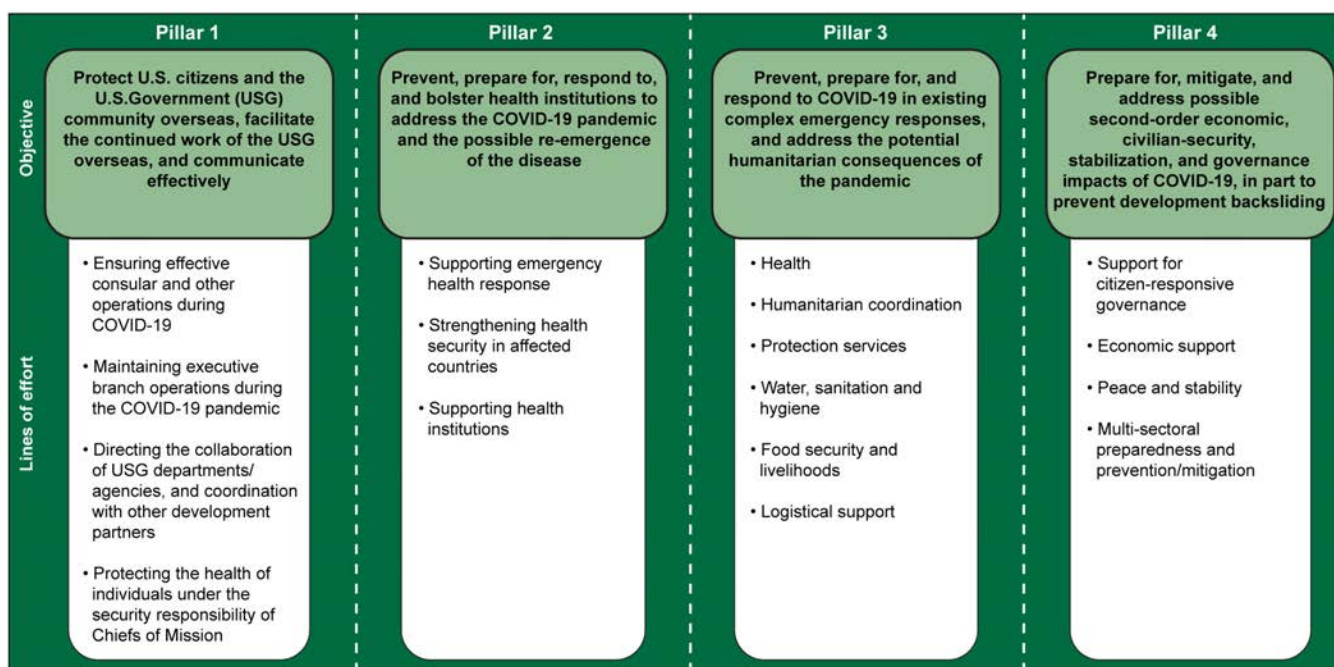 Pillar 1
Pillar 2
Pillar 3
Pillar 4
Objective
Protect U.S. citizens and the
U.S.Government (USG)
community overseas, facilitate
the continued work of the USG
overseas, and communicate
effectively
Prevent, prepare for, respond to,
and bolster health institutions to
address the COVID-19 pandemic
and the possible re-emergence
of the disease
Prevent, prepare for, and
respond to COVID-19 in existing
complex emergency responses,
and address the potential
humanitarian consequences of
the pandemic
Prepare for, mitigate, and
address possible
second-order economic,
civilian-security,
stabilization, and governance
impacts of COVID-19, in part to
prevent development backsliding
Lines of effort
• Ensuring effective
consular and other
operations during
COVID-19
• Maintaining executive
branch operations during
the COVID-19 pandemic
• Directing the collaboration
of USG departments/
agencies, and coordination
with other development
partners
• Protecting the health of
individuals under the
security responsibility of
Chiefs of Mission
• Supporting emergency
health response
• Strengthening health
security in affected
countries
• Supporting health
institutions
• Health
• Humanitarian coordination
• Protection services
• Water, sanitation and
hygiene
• Food security and
livelihoods
• Logistical support
• Support for
citizen-responsive
governance
• Economic support
• Peace and stability
• Multi-sectoral
preparedness and
prevention/mitigation